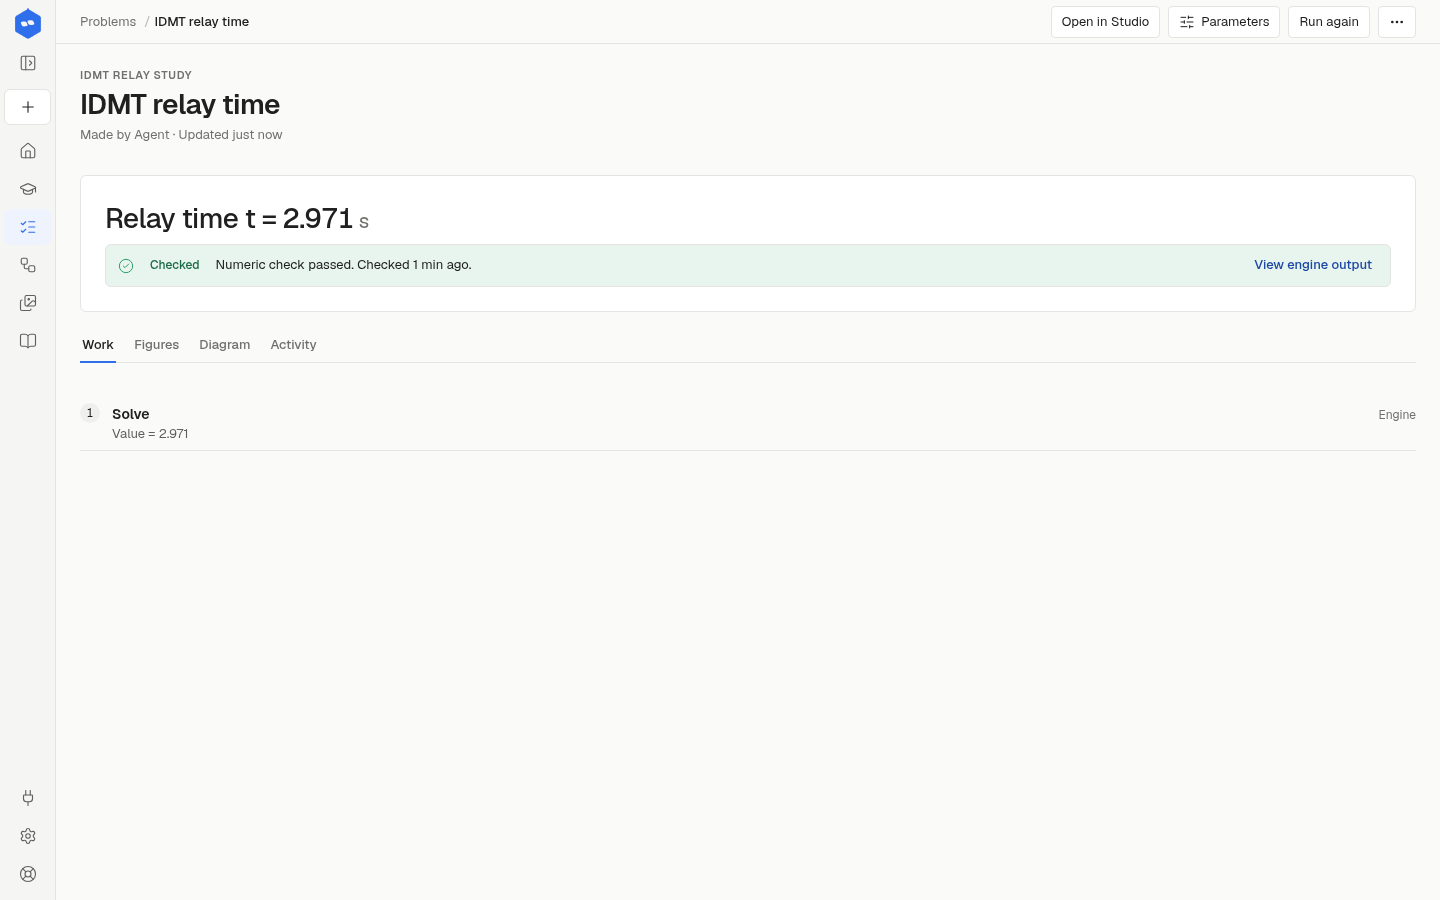 Problems / IDMT relay time
Open in Studio
Parameters
Run again
IDMT RELAY STUDY
IDMT relay time
Made by Agent · Updated just now
Relay time t = 2.971 s
Checked Numeric check passed. Checked 1 min ago.
View engine output
Work Figures Diagram Activity
1 Solve
Engine
Value = 2.971